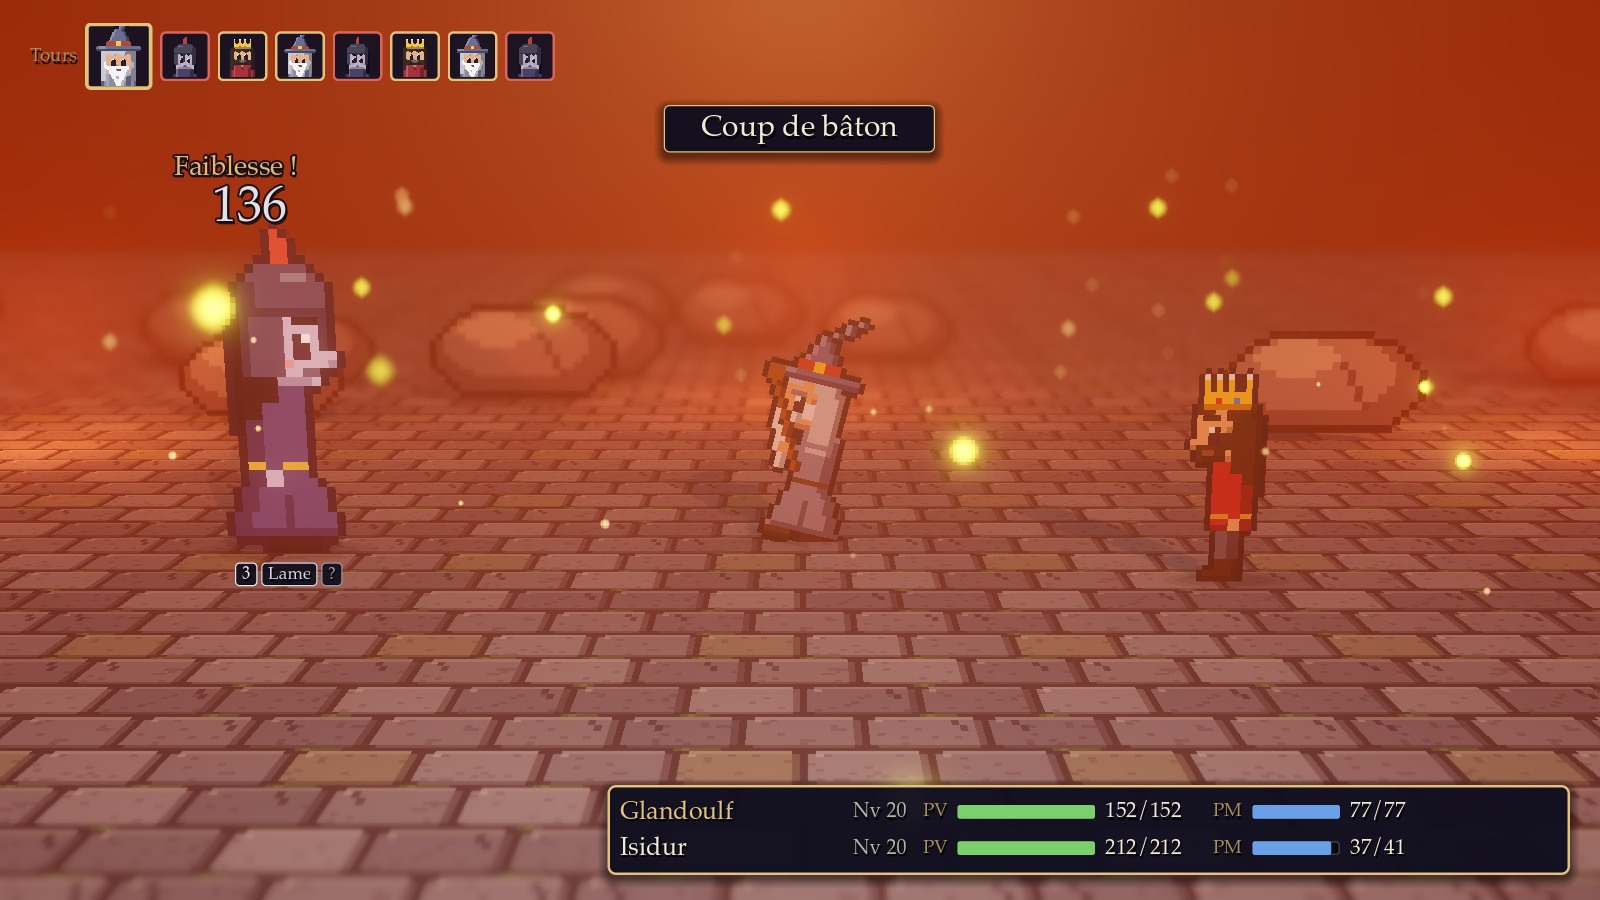 Tours
Coup de bâton
Faiblesse !
136
3 Lame ?
Glandoulf Nv 20 PV 152/152 PM 77/77
Isidur Nv 20 PV 212/212 PM 37/41